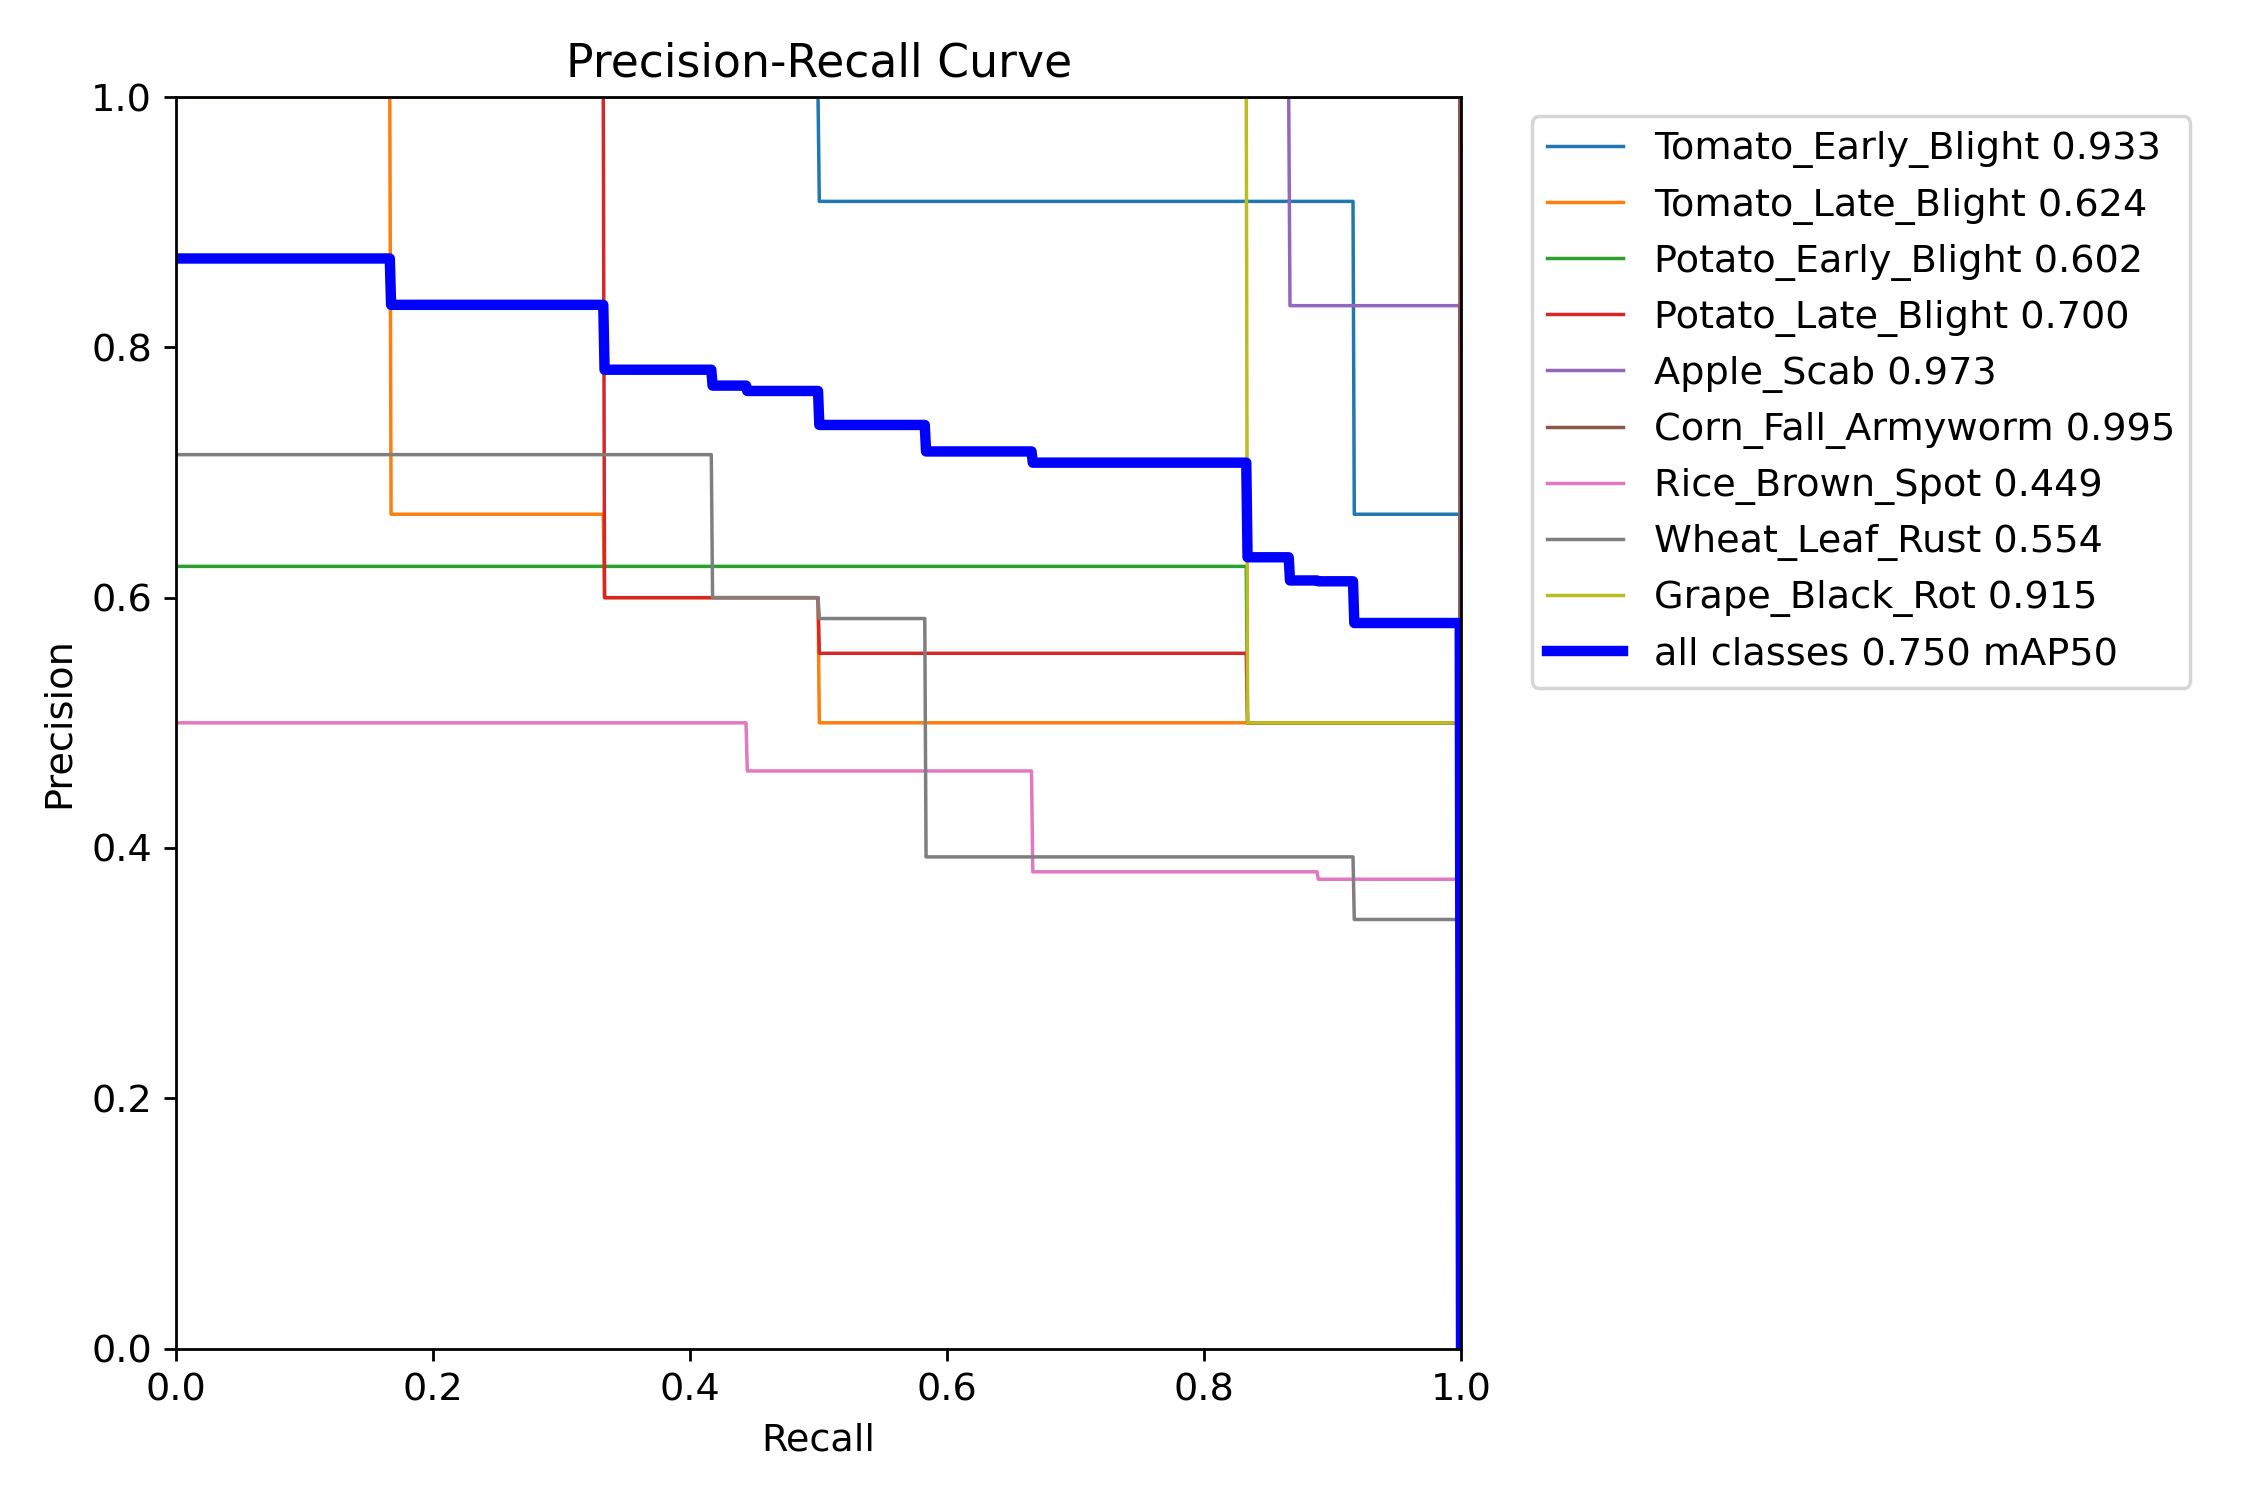 Precision-Recall Curve
1.0
0.8
0.6
0.4
0.2
0.0
Precision
0.0 0.2 0.4 0.6 0.8 1.0
Recall
Tomato_Early_Blight 0.933
Tomato_Late_Blight 0.624
Potato_Early_Blight 0.602
Potato_Late_Blight 0.700
Apple_Scab 0.973
Corn_Fall_Armyworm 0.995
Rice_Brown_Spot 0.449
Wheat_Leaf_Rust 0.554
Grape_Black_Rot 0.915
all classes 0.750 mAP50